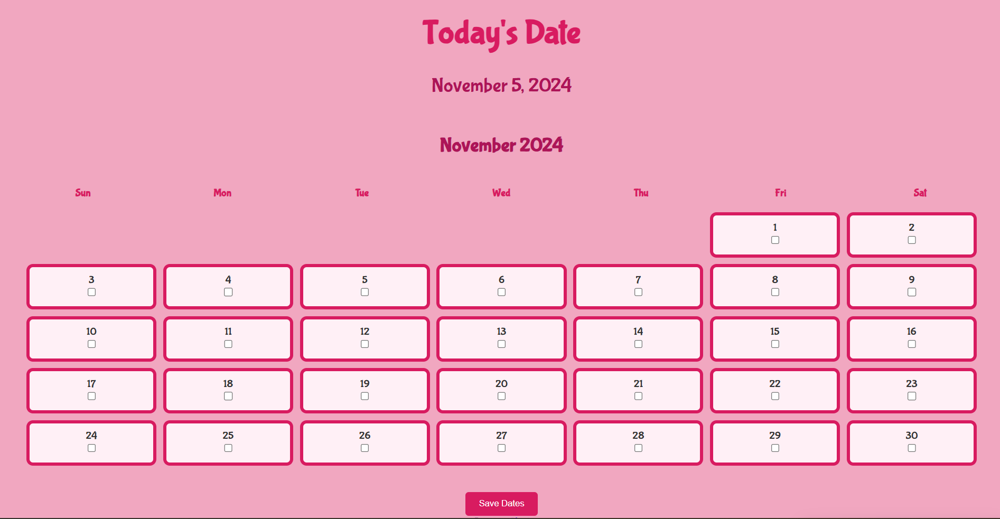 Today's Date
November 5, 2024
November 2024
Sun Mon Tue Wed Thu Fri Sat
1 2
3 4 5 6 7 8 9
10 11 12 13 14 15 16
17 18 19 20 21 22 23
24 25 26 27 28 29 30
Save Dates